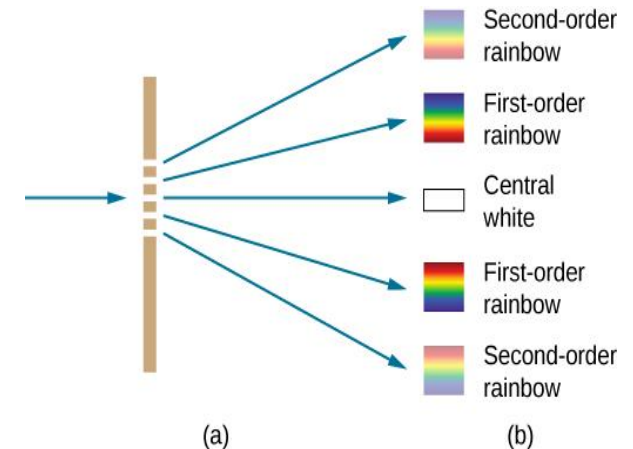 Second-order
rainbow
First-order
rainbow
Central
white
First-order
rainbow
Second-order
rainbow
(a)
(b)